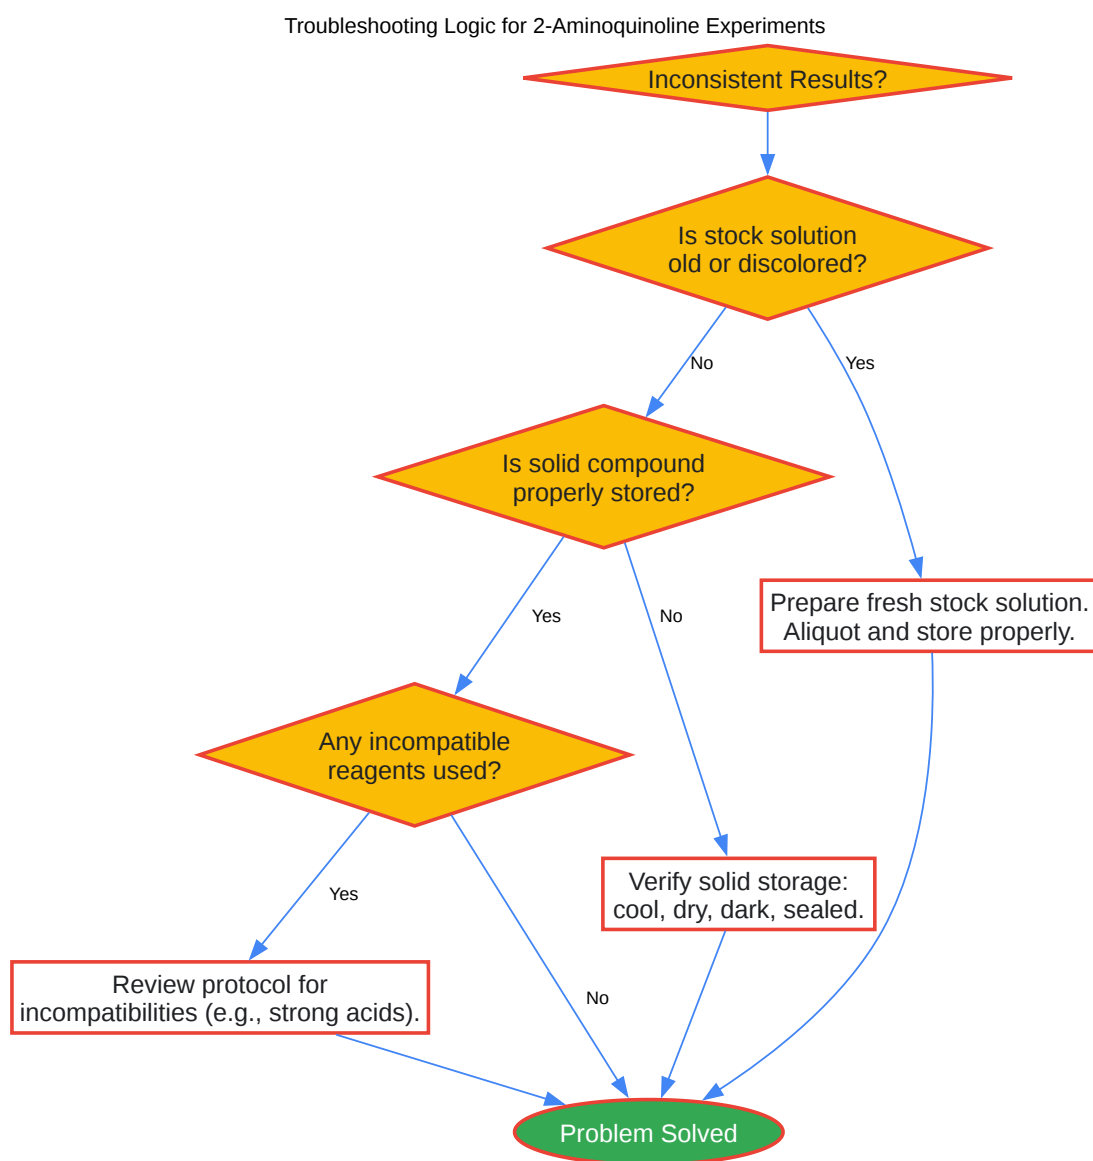 Troubleshooting Logic for 2-Aminoquinoline Experiments
Inconsistent Results?
Is stock solution
old or discolored?
No
Yes
Is solid compound
properly stored?
Yes
No
Prepare fresh stock solution.
Aliquot and store properly.
Any incompatible
reagents used?
Yes
No
Verify solid storage:
cool, dry, dark, sealed.
Review protocol for
incompatibilities (e.g., strong acids).
Problem Solved